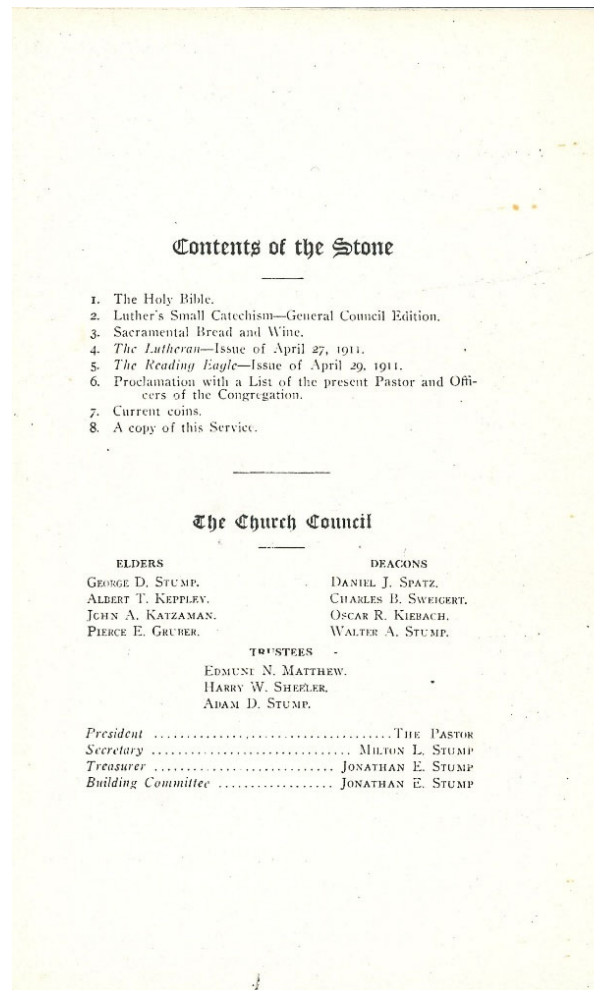 Contents of the Stone
1. The Holy Bible.
2. Luther's Small Catechism—General Council Edition.
3. Sacramental Bread and Wine.
4. The Lutheran—Issue of April 27, 1911.
5. The Reading Eagle—Issue of April 29, 1911.
6. Proclamation with a List of the present Pastor and Offi-
cers of the Congregation.
7. Current coins.
8. A copy of this Service.
The Church Council
ELDERS
GEORGE D. STUMP.
ALBERT T. KEPPLEY.
JOHN A. KATZAMAN.
PIERCE E. GRUBER.
DEACONS
DANIEL J. SPATZ.
CHARLES B. SWEIGERT.
OSCAR R. KIEBACH.
WALTER A. STUMP.
TRUSTEES
EDMUND N. MATTHEW.
HARRY W. SHEELER.
ADAM D. STUMP.
President ..................................... THE PASTOR
Secretary ................................ MILTON L. STUMP
Treasurer ............................ JONATHAN E. STUMP
Building Committee .................. JONATHAN E. STUMP